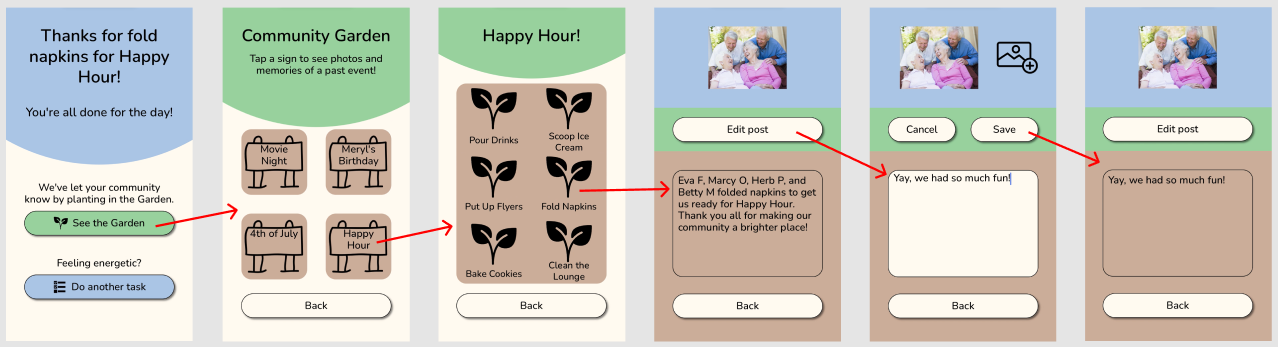 Thanks for fold
napkins for Happy
Hour!
You're all done for the day!
We've let your community
know by planting in the Garden.
See the Garden
Feeling energetic?
Do another task
Community Garden
Tap a sign to see photos and
memories of a past event!
Movie
Night
Meryl's
Birthday
4th of July
Happy
Hour
Back
Happy Hour!
Pour Drinks
Scoop Ice
Cream
Put Up Flyers
Fold Napkins
Bake Cookies
Clean the
Lounge
Back
Edit post
Eva F, Marcy O, Herb P, and
Betty M folded napkins to get
us ready for Happy Hour.
Thank you all for making our
community a brighter place!
Back
Cancel
Save
Yay, we had so much fun!
Back
Edit post
Yay, we had so much fun!
Back